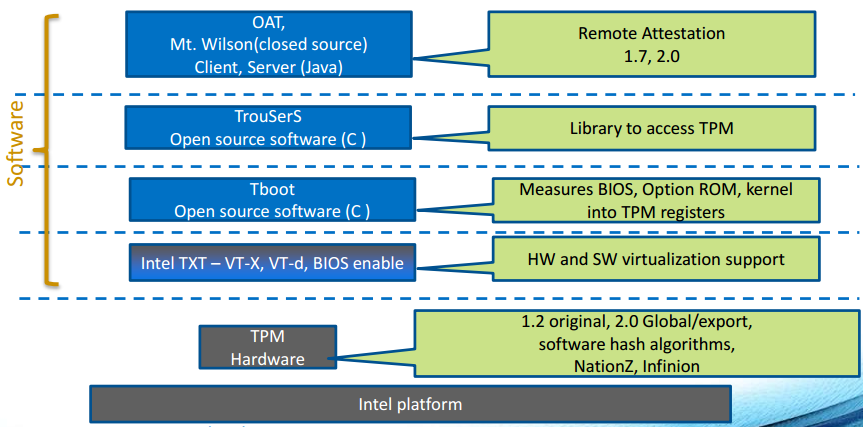 OAT,
Mt. Wilson(closed source)
Client, Server (Java)
Remote Attestation
1.7, 2.0
Software
TrouSerS
Open source software (C )
Library to access TPM
Tboot
Open source software (C )
Measures BIOS, Option ROM, kernel
into TPM registers
Intel TXT – VT-X, VT-d, BIOS enable
HW and SW virtualization support
TPM
Hardware
1.2 original, 2.0 Global/export,
software hash algorithms,
NationZ, Infinion
Intel platform